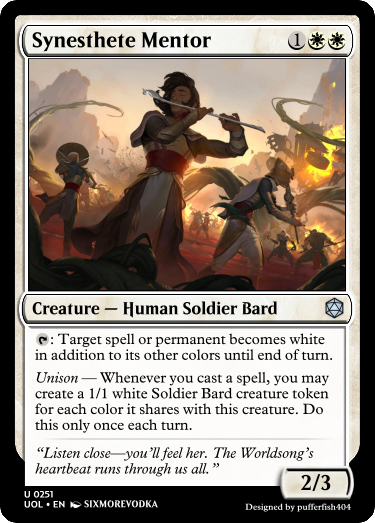 Synesthete Mentor 1
Creature — Human Soldier Bard
: Target spell or permanent becomes white
in addition to its other colors until end of turn.
Unison — Whenever you cast a spell, you may
create a 1/1 white Soldier Bard creature token
for each color it shares with this creature. Do
this only once each turn.
“Listen close—you’ll feel her. The Worldsong’s
heartbeat runs through us all.”
2/3
U 0251
UOL • EN SIXMOREVODKA
Designed by pufferfish404